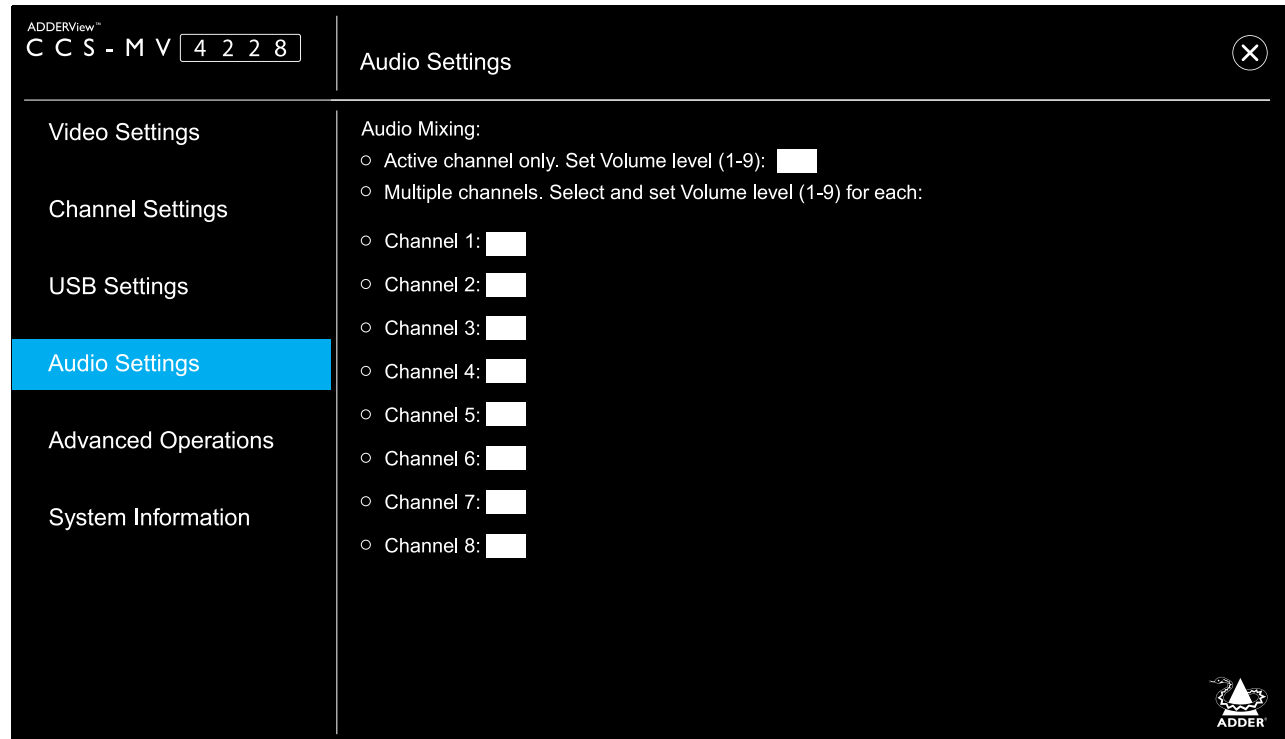 ADDERView™
CCS-MV 4228
Audio Settings
Video Settings
Channel Settings
USB Settings
Audio Settings
Advanced Operations
System Information
Audio Mixing:
Active channel only. Set Volume level (1-9):
Multiple channels. Select and set Volume level (1-9) for each:
Channel 1:
Channel 2:
Channel 3:
Channel 4:
Channel 5:
Channel 6:
Channel 7:
Channel 8:
ADDER®